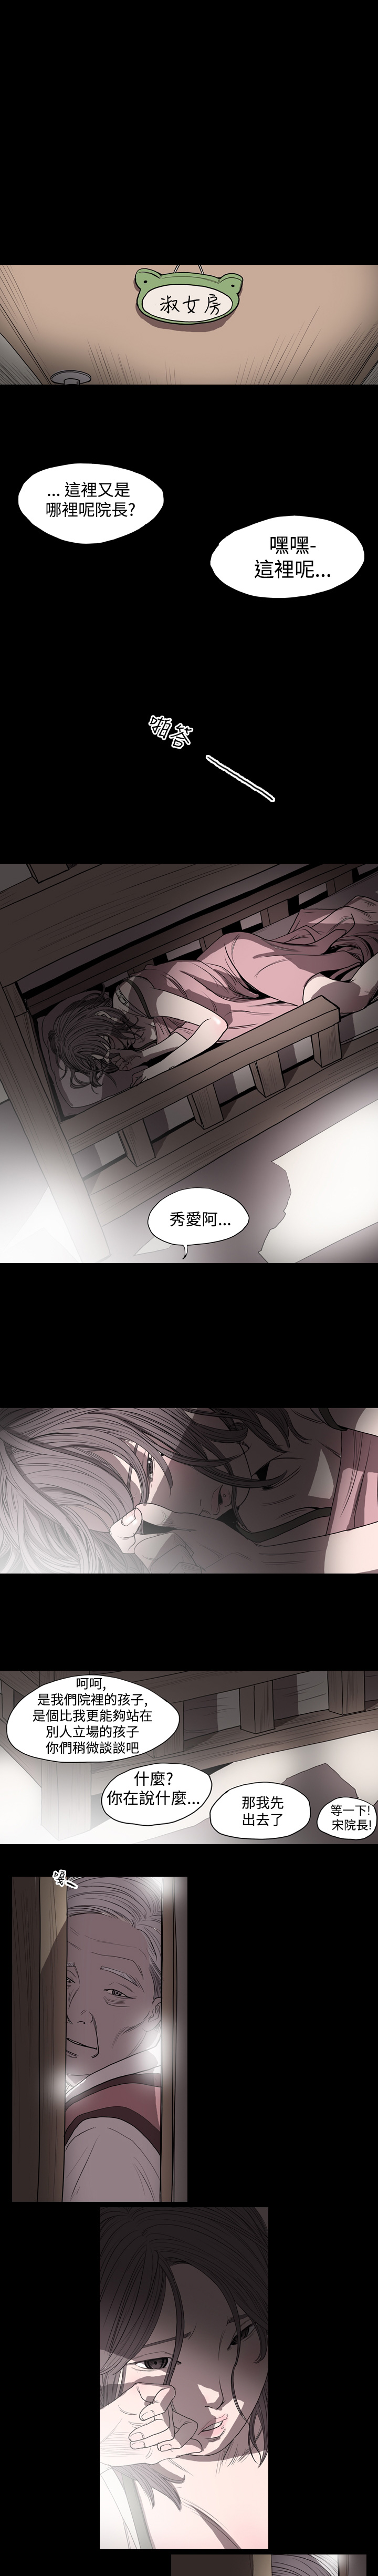 淑女房
... 這裡又是
哪裡呢院長?
嘿嘿-
這裡呢...
啪答
秀愛阿...
呵呵,
是我們院裡的孩子,
是個比我更能夠站在
別人立場的孩子
你們稍微談談吧
什麼?
你在說什麼...
那我先
出去了
等一下!
宋院長!